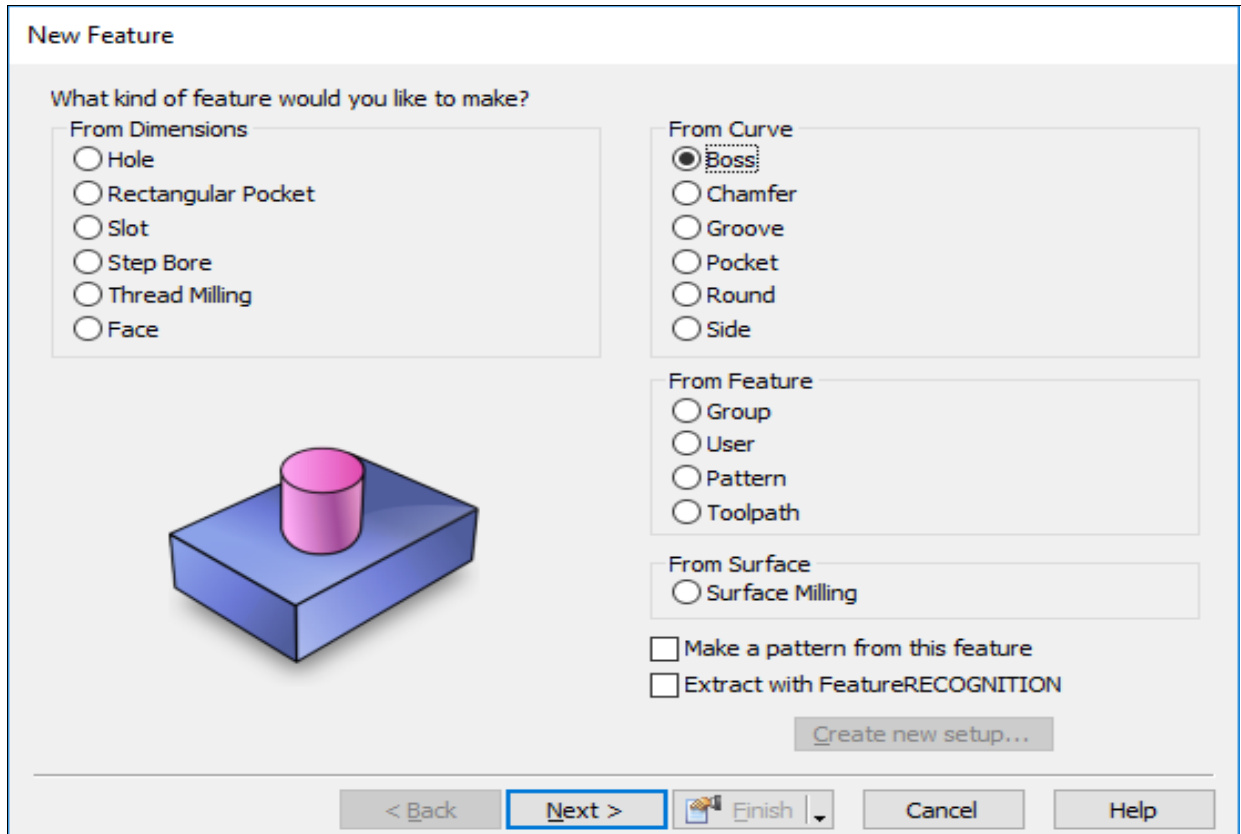 New Feature
What kind of feature would you like to make?
From Dimensions
Hole
Rectangular Pocket
Slot
Step Bore
Thread Milling
Face
From Curve
Boss
Chamfer
Groove
Pocket
Round
Side
From Feature
Group
User
Pattern
Toolpath
From Surface
Surface Milling
Make a pattern from this feature
Extract with FeatureRECOGNITION
Create new setup...
< Back Next > Finish Cancel Help